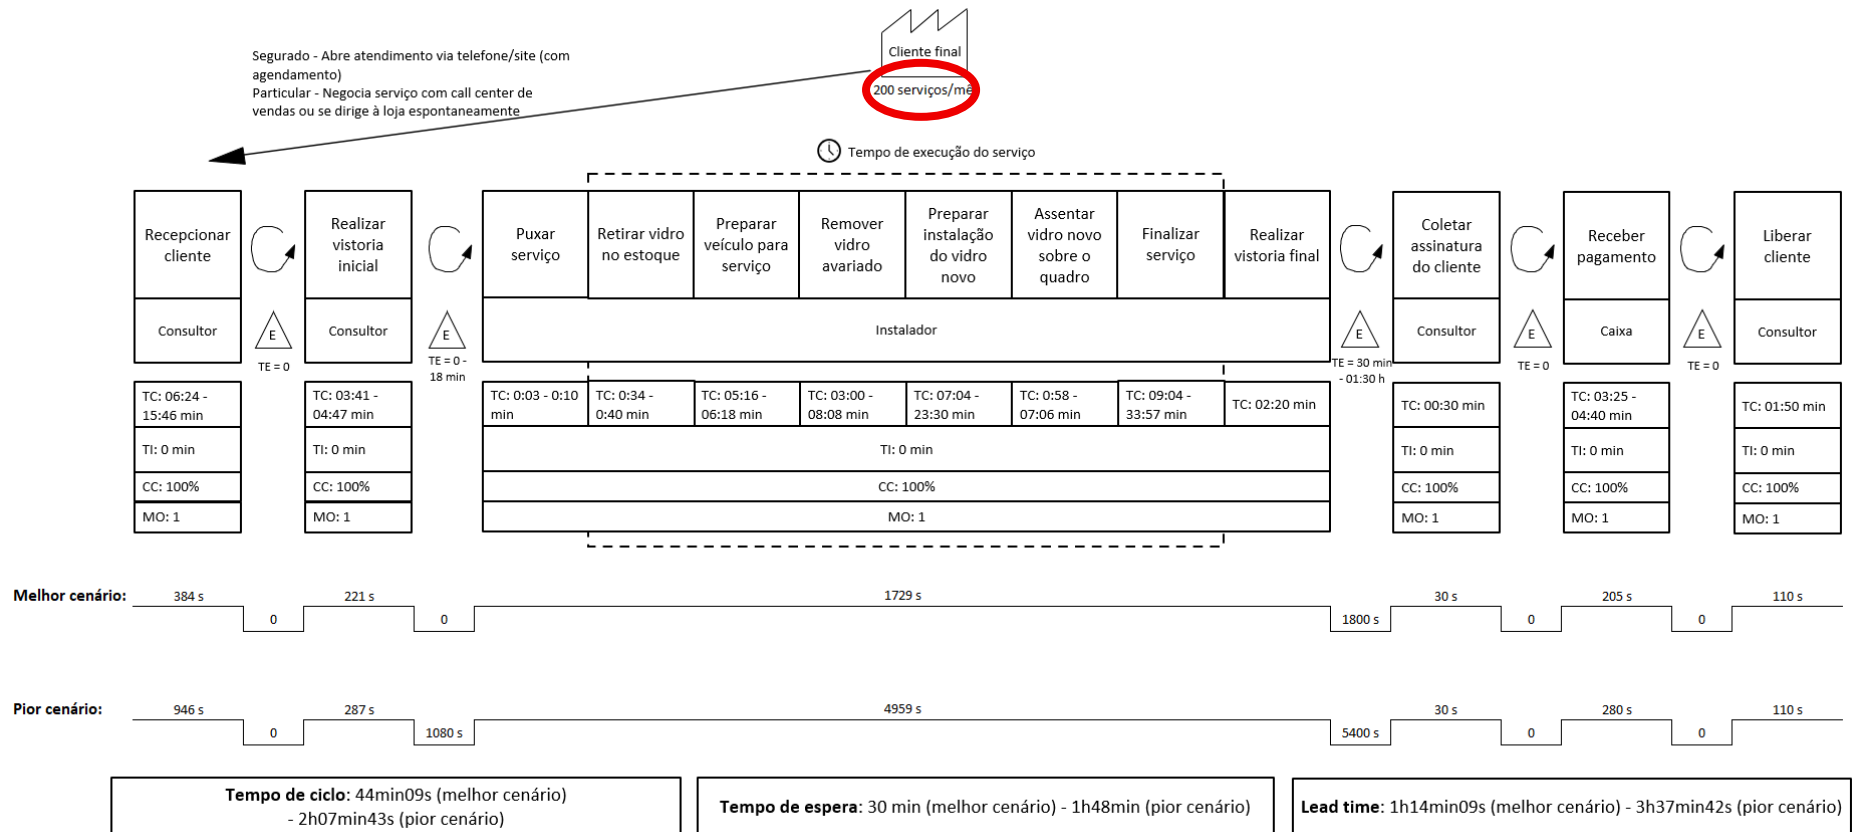 Cliente final
200 serviços/mê
Segurado - Abre atendimento via telefone/site (com
agendamento)
Particular - Negocia serviço com call center de
vendas ou se dirige à loja espontaneamente
Tempo de execução do serviço
Recepcionar
cliente
Realizar
vistoria
inicial
Puxar
serviço
Retirar vidro
no estoque
Preparar
veículo para
serviço
Remover
vidro
avariado
Preparar
instalação
do vidro
novo
Assentar
vidro novo
sobre o
quadro
Finalizar
serviço
Realizar
vistoria final
Coletar
assinatura
do cliente
Receber
pagamento
Liberar
cliente
Consultor
E
TE = 0
Consultor
E
TE = 0 -
18 min
Instalador
E
TE = 30 min
- 01:30 h
Consultor
E
TE = 0
Caixa
E
TE = 0
Consultor
TC: 06:24 -
15:46 min
TC: 03:41 -
04:47 min
TC: 0:03 - 0:10
min
TC: 0:34 -
0:40 min
TC: 05:16 -
06:18 min
TC: 03:00 -
08:08 min
TC: 07:04 -
23:30 min
TC: 0:58 -
07:06 min
TC: 09:04 -
33:57 min
TC: 02:20 min
TC: 00:30 min
TC: 03:25 -
04:40 min
TC: 01:50 min
TI: 0 min
TI: 0 min
TI: 0 min
TI: 0 min
TI: 0 min
TI: 0 min
CC: 100%
CC: 100%
CC: 100%
CC: 100%
CC: 100%
CC: 100%
MO: 1
MO: 1
MO: 1
MO: 1
MO: 1
MO: 1
Melhor cenário:
384 s
0
221 s
0
1729 s
1800 s
30 s
0
205 s
0
110 s
Pior cenário:
946 s
0
287 s
1080 s
4959 s
5400 s
30 s
0
280 s
0
110 s
Tempo de ciclo: 44min09s (melhor cenário)
- 2h07min43s (pior cenário)
Tempo de espera: 30 min (melhor cenário) - 1h48min (pior cenário)
Lead time: 1h14min09s (melhor cenário) - 3h37min42s (pior cenário)